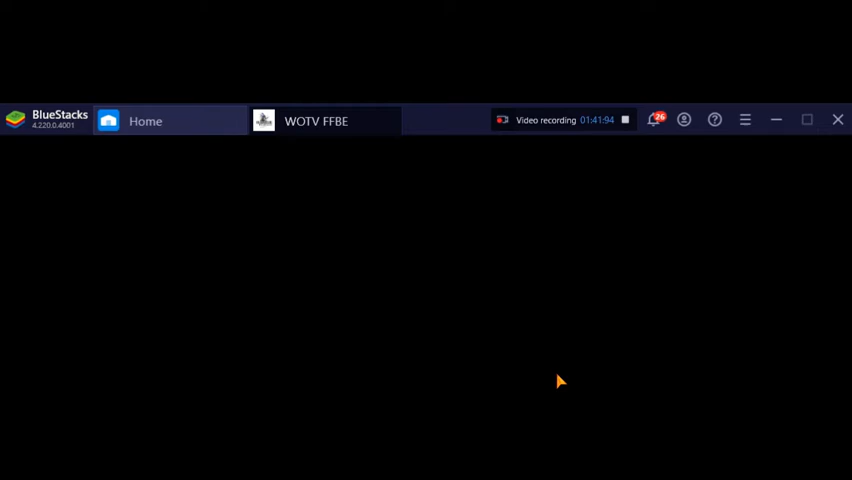 BlueStacks
4.220.0.4001
Home
WOTV FFBE
Video recording 01:41:94
26